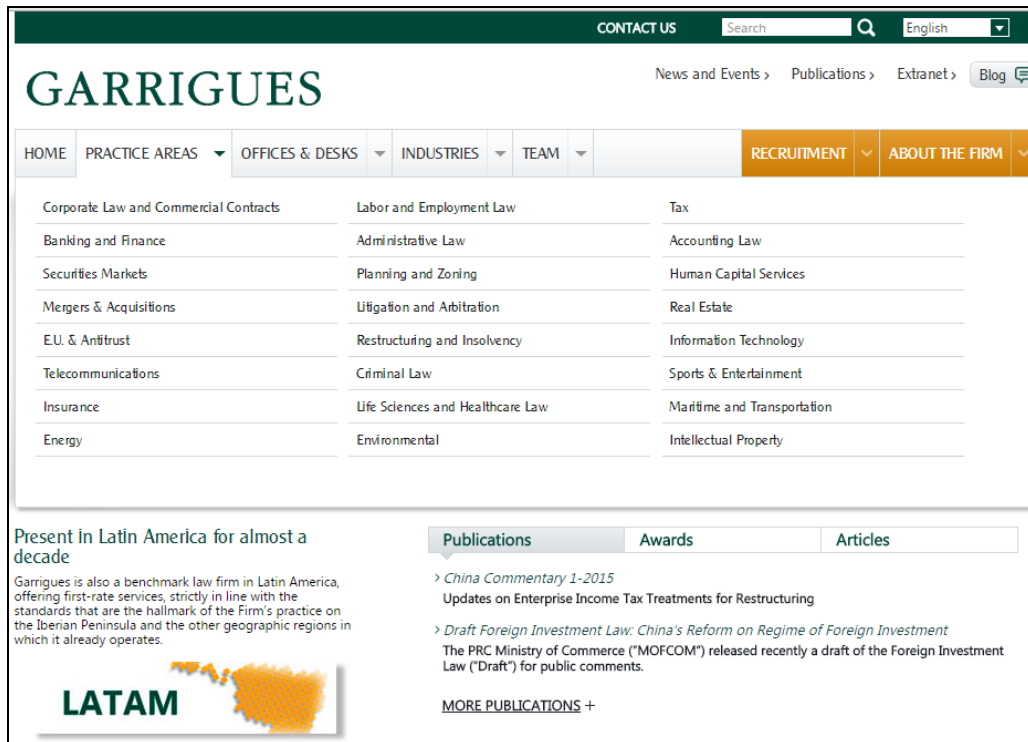 CONTACT US Search English
GARRIGUES
News and Events › Publications › Extranet › Blog
HOME PRACTICE AREAS OFFICES & DESKS INDUSTRIES TEAM RECRUITMENT ABOUT THE FIRM
Corporate Law and Commercial Contracts Labor and Employment Law Tax
Banking and Finance Administrative Law Accounting Law
Securities Markets Planning and Zoning Human Capital Services
Mergers & Acquisitions Litigation and Arbitration Real Estate
E.U. & Antitrust Restructuring and Insolvency Information Technology
Telecommunications Criminal Law Sports & Entertainment
Insurance Life Sciences and Healthcare Law Maritime and Transportation
Energy Environmental Intellectual Property
Present in Latin America for almost a
decade
Garrigues is also a benchmark law firm in Latin America,
offering first-rate services, strictly in line with the
standards that are the hallmark of the Firm's practice on
the Iberian Peninsula and the other geographic regions in
which it already operates.
LATAM
Publications Awards Articles
› China Commentary 1-2015
Updates on Enterprise Income Tax Treatments for Restructuring
› Draft Foreign Investment Law: China's Reform on Regime of Foreign Investment
The PRC Ministry of Commerce ("MOFCOM") released recently a draft of the Foreign Investment
Law ("Draft") for public comments.
MORE PUBLICATIONS +